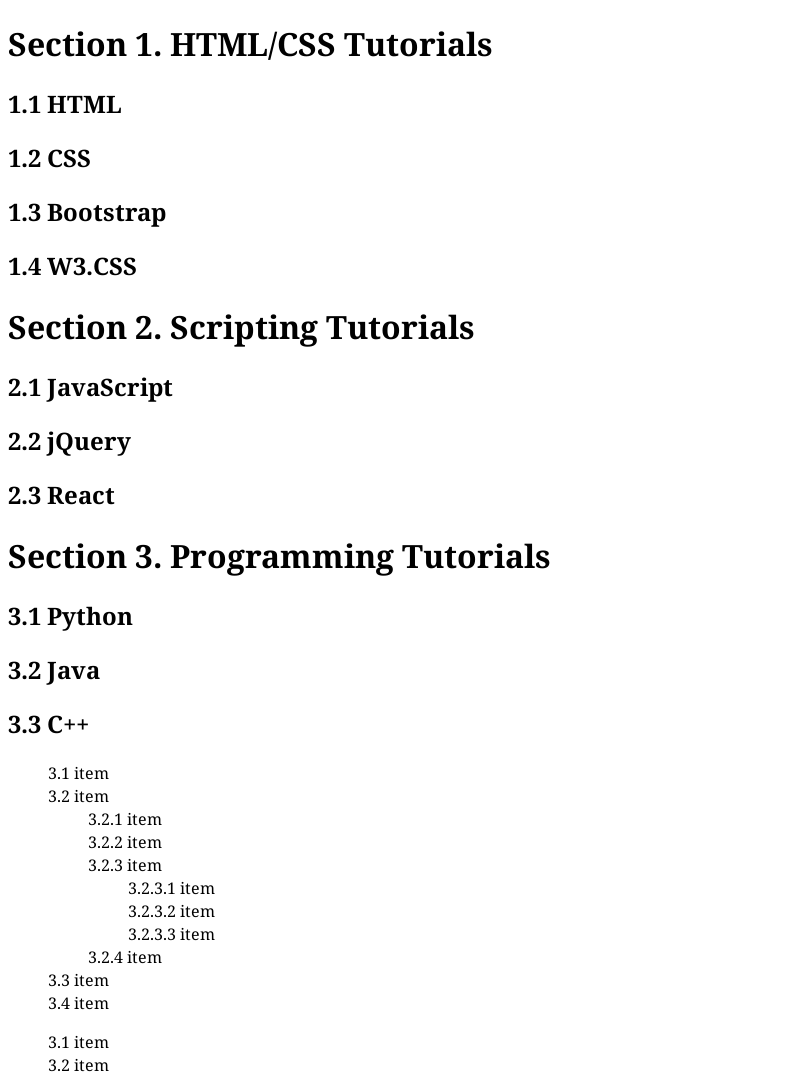 Section 1. HTML/CSS Tutorials
1.1 HTML
1.2 CSS
1.3 Bootstrap
1.4 W3.CSS
Section 2. Scripting Tutorials
2.1 JavaScript
2.2 jQuery
2.3 React
Section 3. Programming Tutorials
3.1 Python
3.2 Java
3.3 C++
3.1 item
3.2 item
3.2.1 item
3.2.2 item
3.2.3 item
3.2.3.1 item
3.2.3.2 item
3.2.3.3 item
3.2.4 item
3.3 item
3.4 item
3.1 item
3.2 item